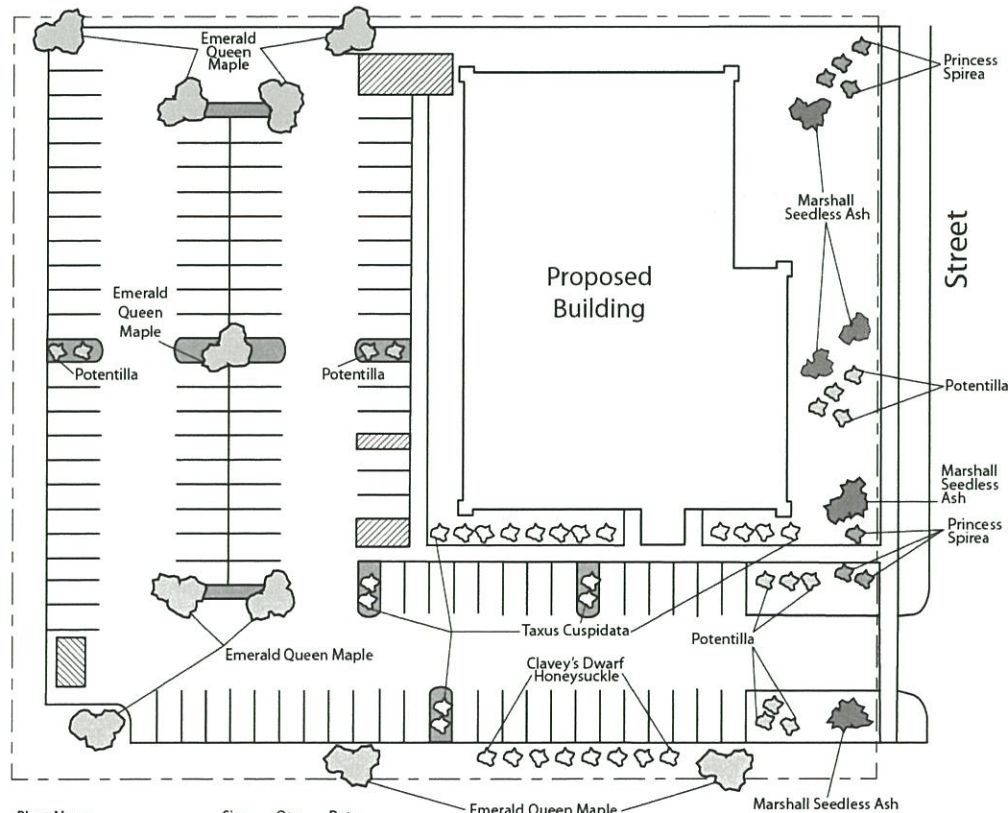 Emerald
Queen
Maple
Princess
Spirea
Marshall
Seedless Ash
Street
Proposed
Building
Emerald
Queen
Maple
Potentilla
Potentilla
Potentilla
Marshall
Seedless
Ash
Princess
Spirea
Taxus Cuspidata
Potentilla
Emerald Queen Maple
Clavey's Dwarf
Honeysuckle
Emerald Queen Maple
Marshall Seedless Ash